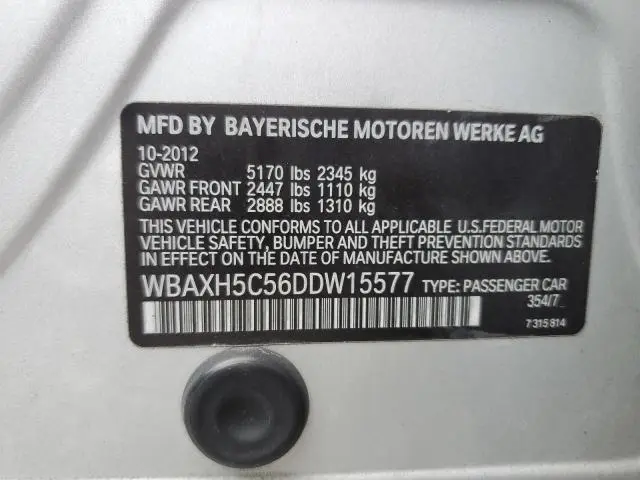 MFD BY BAYERISCHE MOTOREN WERKE AG
10-2012
GVWR 5170 lbs 2345 kg
GAWR FRONT 2447 lbs 1110 kg
GAWR REAR 2888 lbs 1310 kg
THIS VEHICLE CONFORMS TO ALL APPLICABLE U.S.FEDERAL MOTOR
VEHICLE SAFETY, BUMPER AND THEFT PREVENTION STANDARDS
IN EFFECT ON THE DATE OF MANUFACTURE SHOWN ABOVE.
WBAXH5C56DDW15577 TYPE: PASSENGER CAR
354/7
7315814